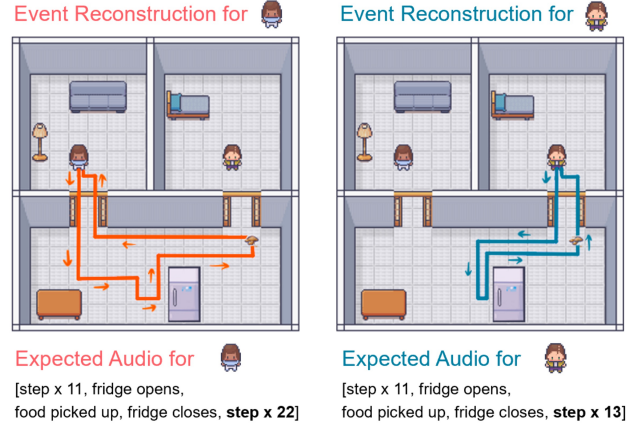 Event Reconstruction for
Event Reconstruction for
Expected Audio for
[step x 11, fridge opens,
food picked up, fridge closes, step x 22]
Expected Audio for
[step x 11, fridge opens,
food picked up, fridge closes, step x 13]